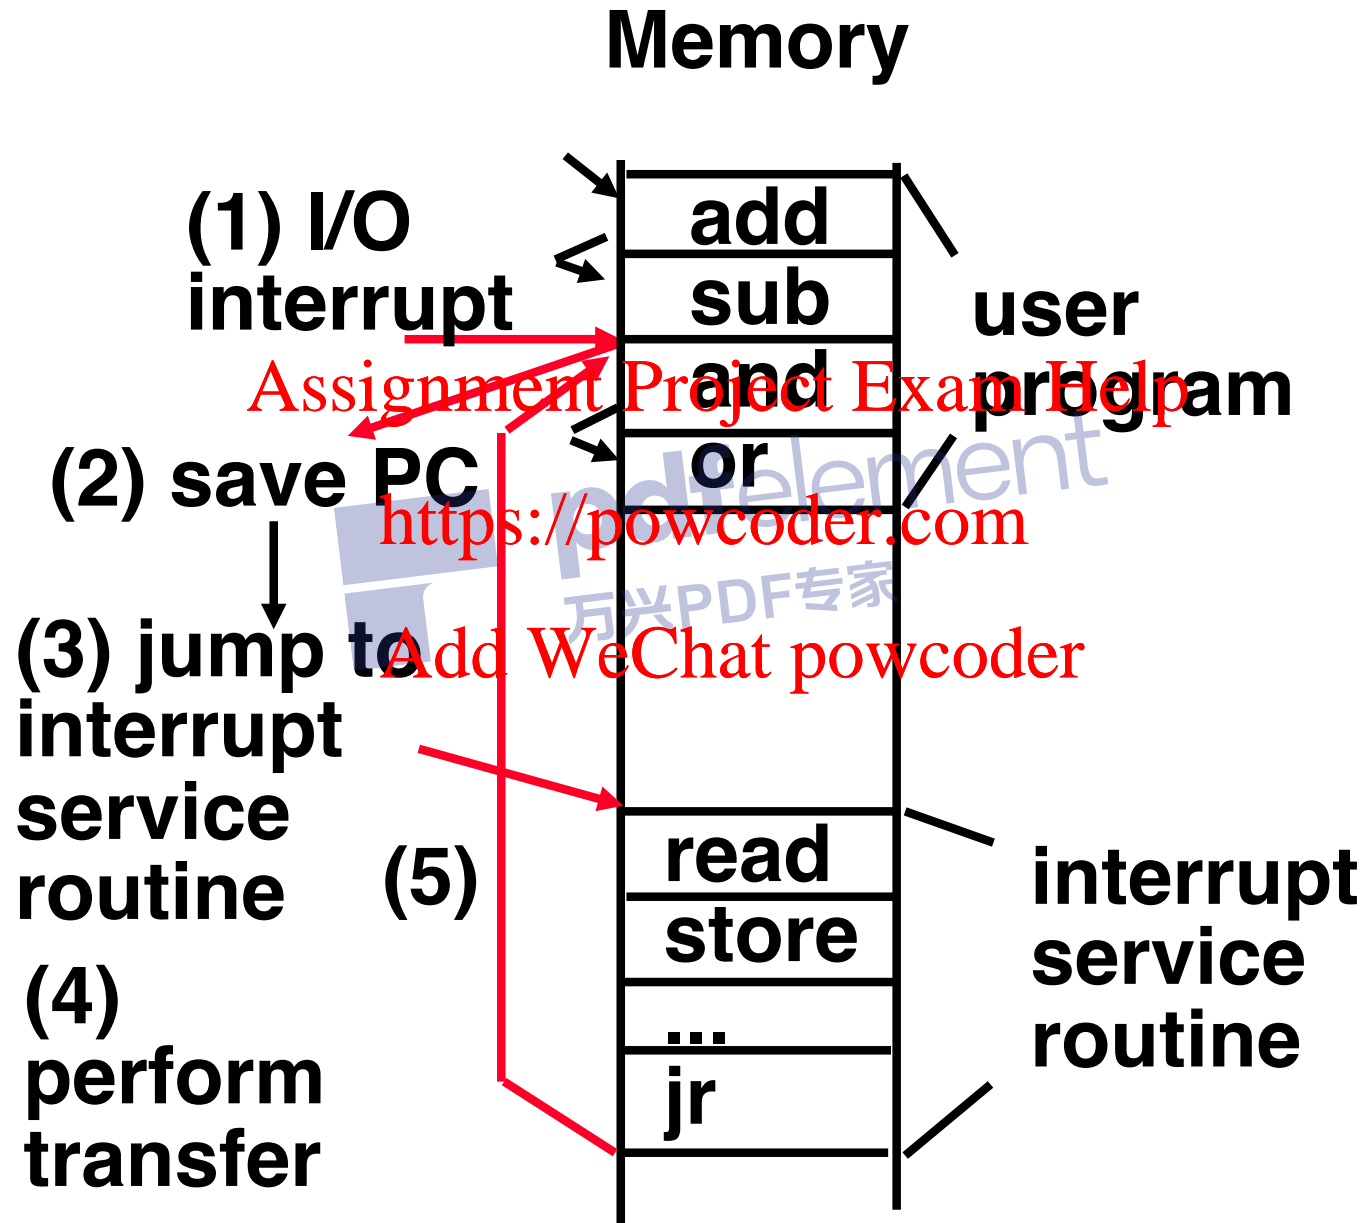 Memory
(1) I/O
interrupt
add
sub
and
or
user
program
Assignment Project Exam Help
(2) save PC
pdfelement
https://powcoder.com
万兴PDF专家
Add WeChat powcoder
(3) jump to
interrupt
service
routine
(5)
(4)
perform
transfer
read
store
...
jr
interrupt
service
routine